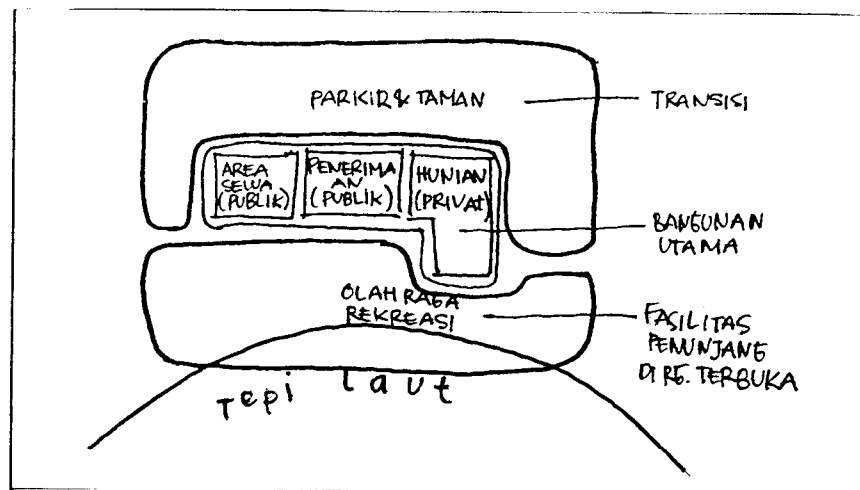 PARKIR & TAMAN
TRANSISI
AREA
SEWA
(PUBLIK)
PENERIMA
AN
(PUBLIK)
HUNIAN
(PRIVAt)
BANGUNAN
UTAMA
OLAH RAGA
REKREASI
FASILITAS
PENUNJANG
DI RG. TERBUKA
Tepi laut